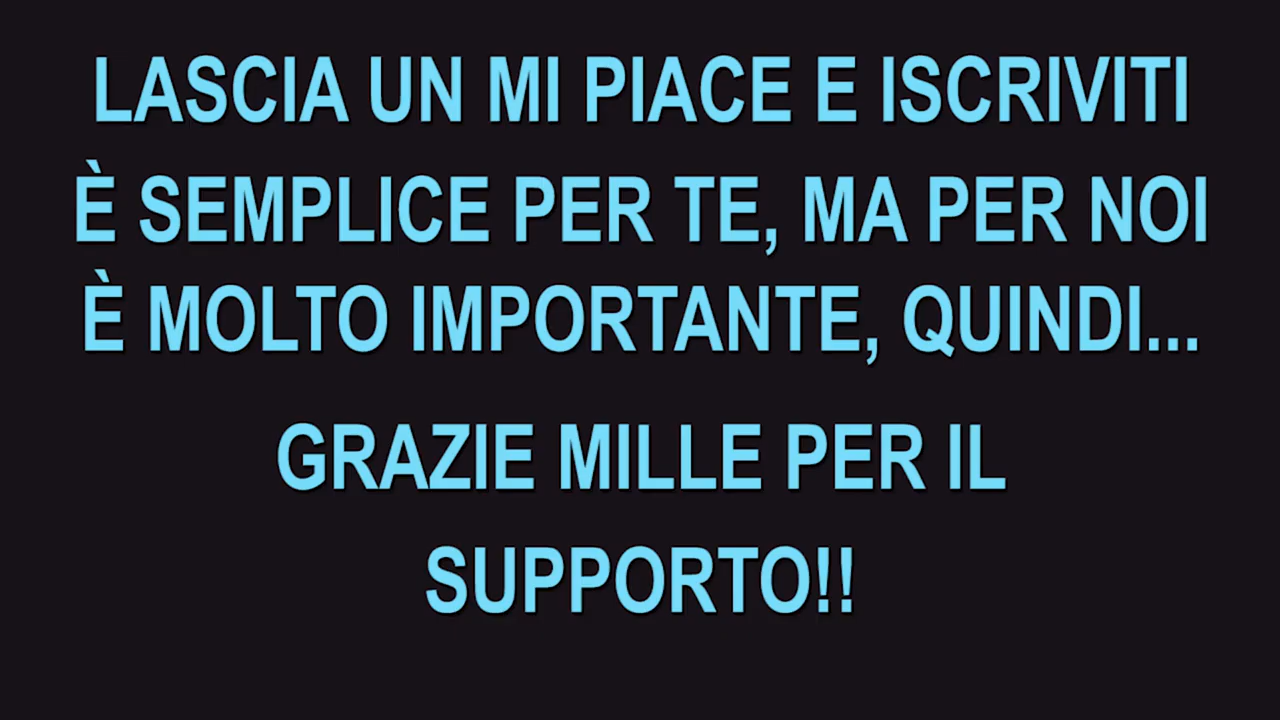 LASCIA UN MI PIACE E ISCRIVITI
È SEMPLICE PER TE, MA PER NOI
È MOLTO IMPORTANTE, QUINDI...
GRAZIE MILLE PER IL
SUPPORTO!!